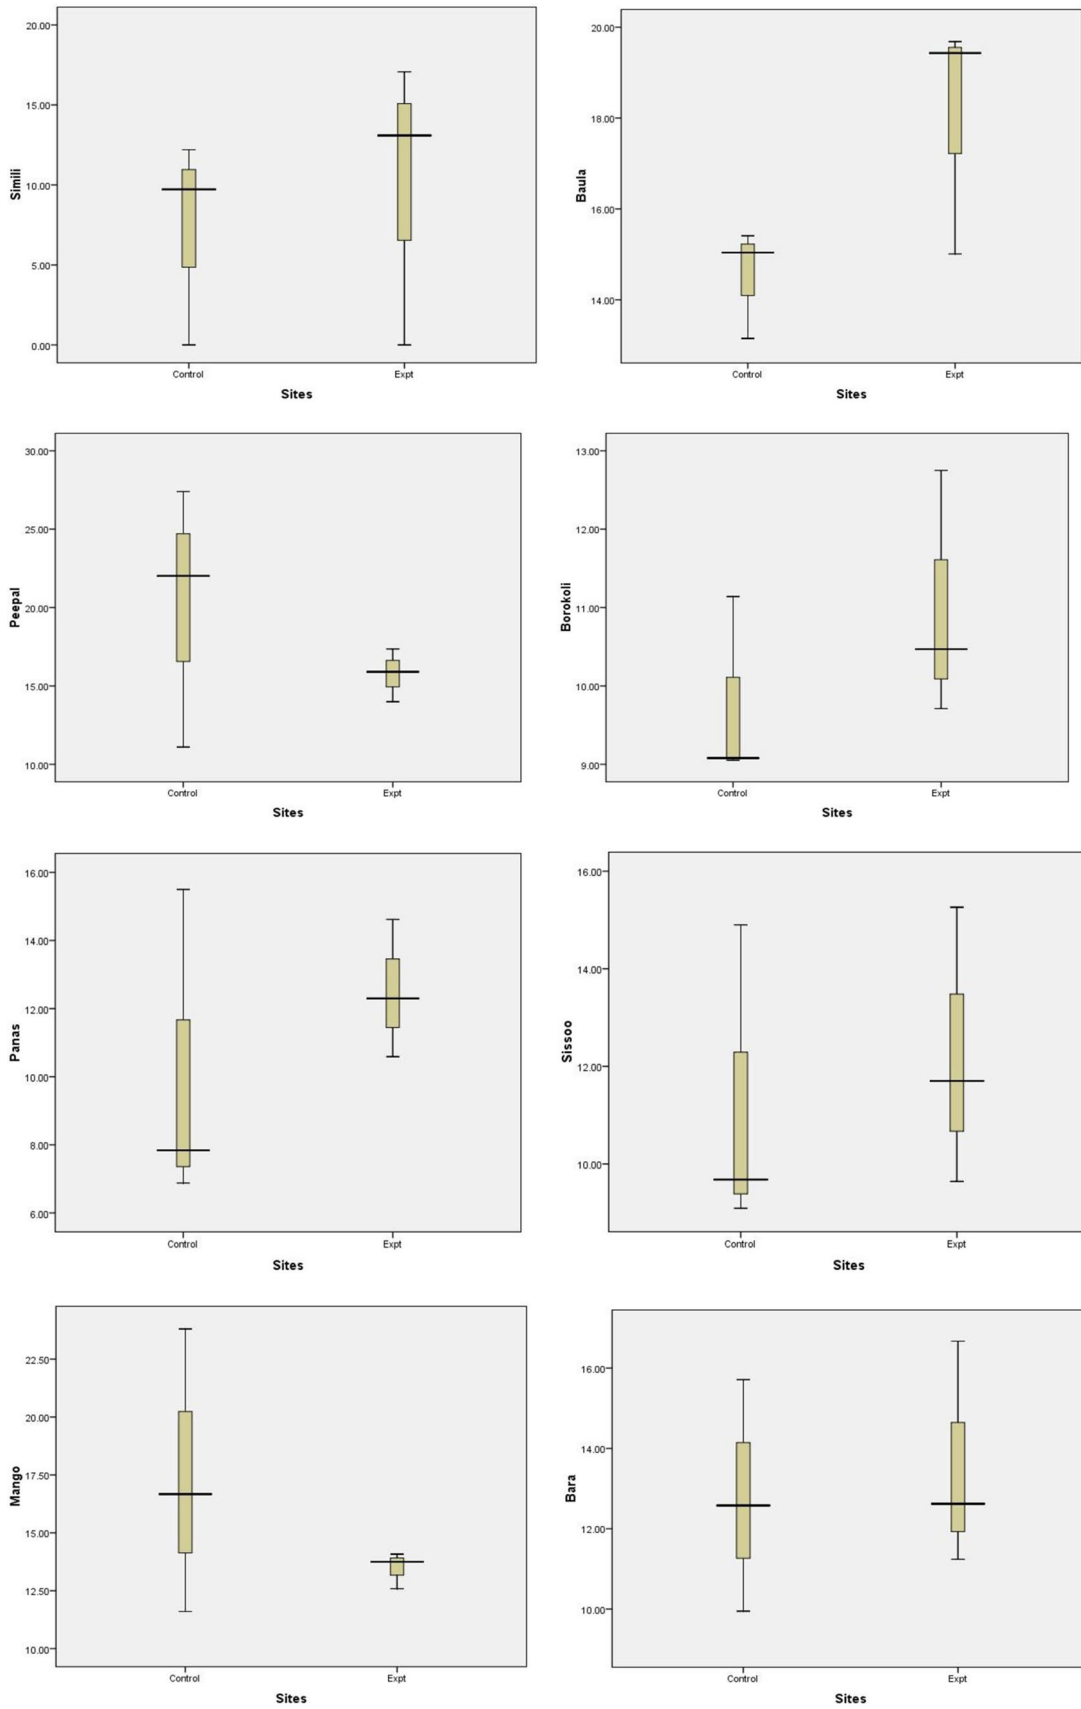 Simili
20.00
15.00
10.00
5.00
0.00
Control Expt
Sites
Baula
20.00
18.00
16.00
14.00
Control Expt
Sites
Peepal
30.00
25.00
20.00
15.00
10.00
Control Expt
Sites
Borokoli
13.00
12.00
11.00
10.00
9.00
Control Expt
Sites
Panas
16.00
14.00
12.00
10.00
8.00
6.00
Control Expt
Sites
Sissoo
16.00
14.00
12.00
10.00
Control Expt
Sites
Mango
22.50
20.00
17.50
15.00
12.50
10.00
Control Expt
Sites
Bara
16.00
14.00
12.00
10.00
Control Expt
Sites